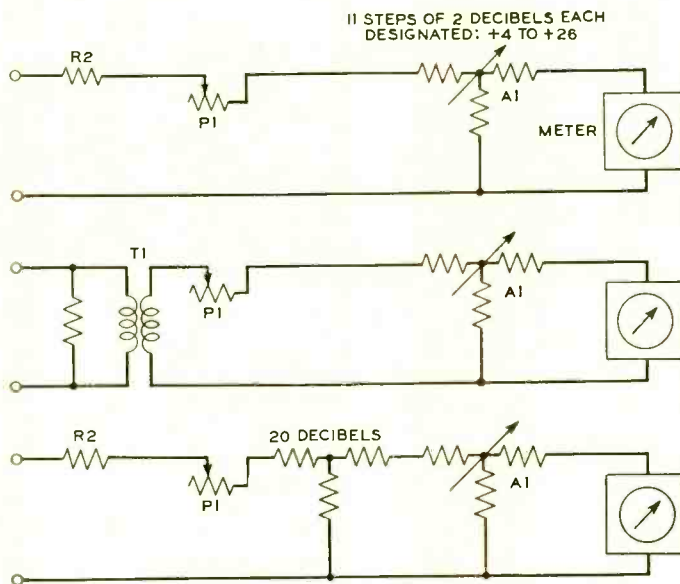 11 STEPS OF 2 DECIBELS EACH
DESIGNATED: +4 TO +26
R2
P1
A1
METER
T1
P1
A1
R2
20 DECIBELS
P1
A1